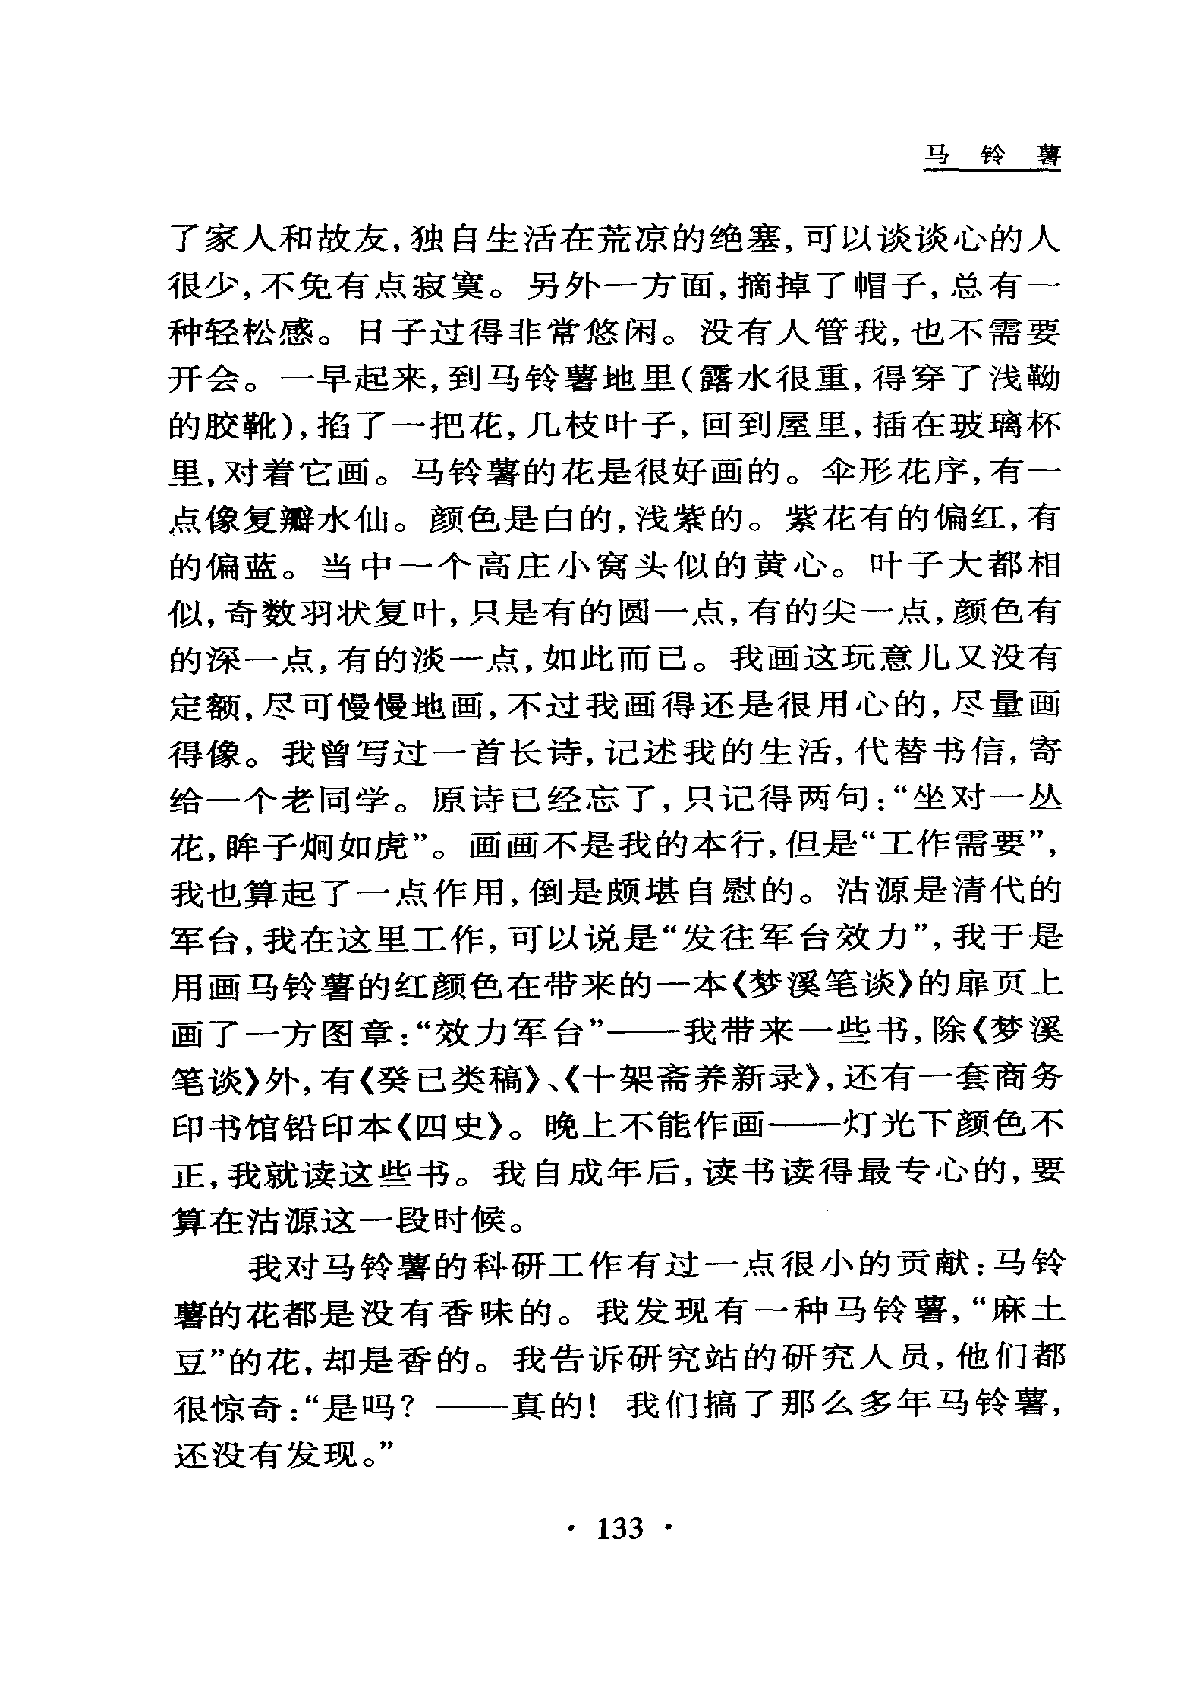 马铃薯
了家人和故友,独自生活在荒凉的绝塞,可以谈谈心的人
很少,不免有点寂寞。另外一方面,摘掉了帽子,总有一
种轻松感。日子过得非常悠闲。没有人管我,也不需要
开会。一早起来,到马铃薯地里(露水很重,得穿了浅靿
的胶靴),掐了一把花,几枝叶子,回到屋里,插在玻璃杯
里,对着它画。马铃薯的花是很好画的。伞形花序,有一
点像复瓣水仙。颜色是白的,浅紫的。紫花有的偏红,有
的偏蓝。当中一个高庄小窝头似的黄心。叶子大都相
似,奇数羽状复叶,只是有的圆一点,有的尖一点,颜色有
的深一点,有的淡一点,如此而已。我画这玩意儿又没有
定额,尽可慢慢地画,不过我画得还是很用心的,尽量画
得像。我曾写过一首长诗,记述我的生活,代替书信,寄
给一个老同学。原诗已经忘了,只记得两句:“坐对一丛
花,眸子炯如虎”。画画不是我的本行,但是“工作需要”,
我也算起了一点作用,倒是颇堪自慰的。沽源是清代的
军台,我在这里工作,可以说是“发往军台效力”,我于是
用画马铃薯的红颜色在带来的一本《梦溪笔谈》的扉页上
画了一方图章:“效力军台”——我带来一些书,除《梦溪
笔谈》外,有《癸巳类稿》、《十架斋养新录》,还有一套商务
印书馆铅印本《四史》。晚上不能作画——灯光下颜色不
正,我就读这些书。我自成年后,读书读得最专心的,要
算在沽源这一段时候。
我对马铃薯的科研工作有过一点很小的贡献:马铃
薯的花都是没有香味的。我发现有一种马铃薯,“麻土
豆”的花,却是香的。我告诉研究站的研究人员,他们都
很惊奇:“是吗?——真的!我们搞了那么多年马铃薯,
还没有发现。”
· 133 ·